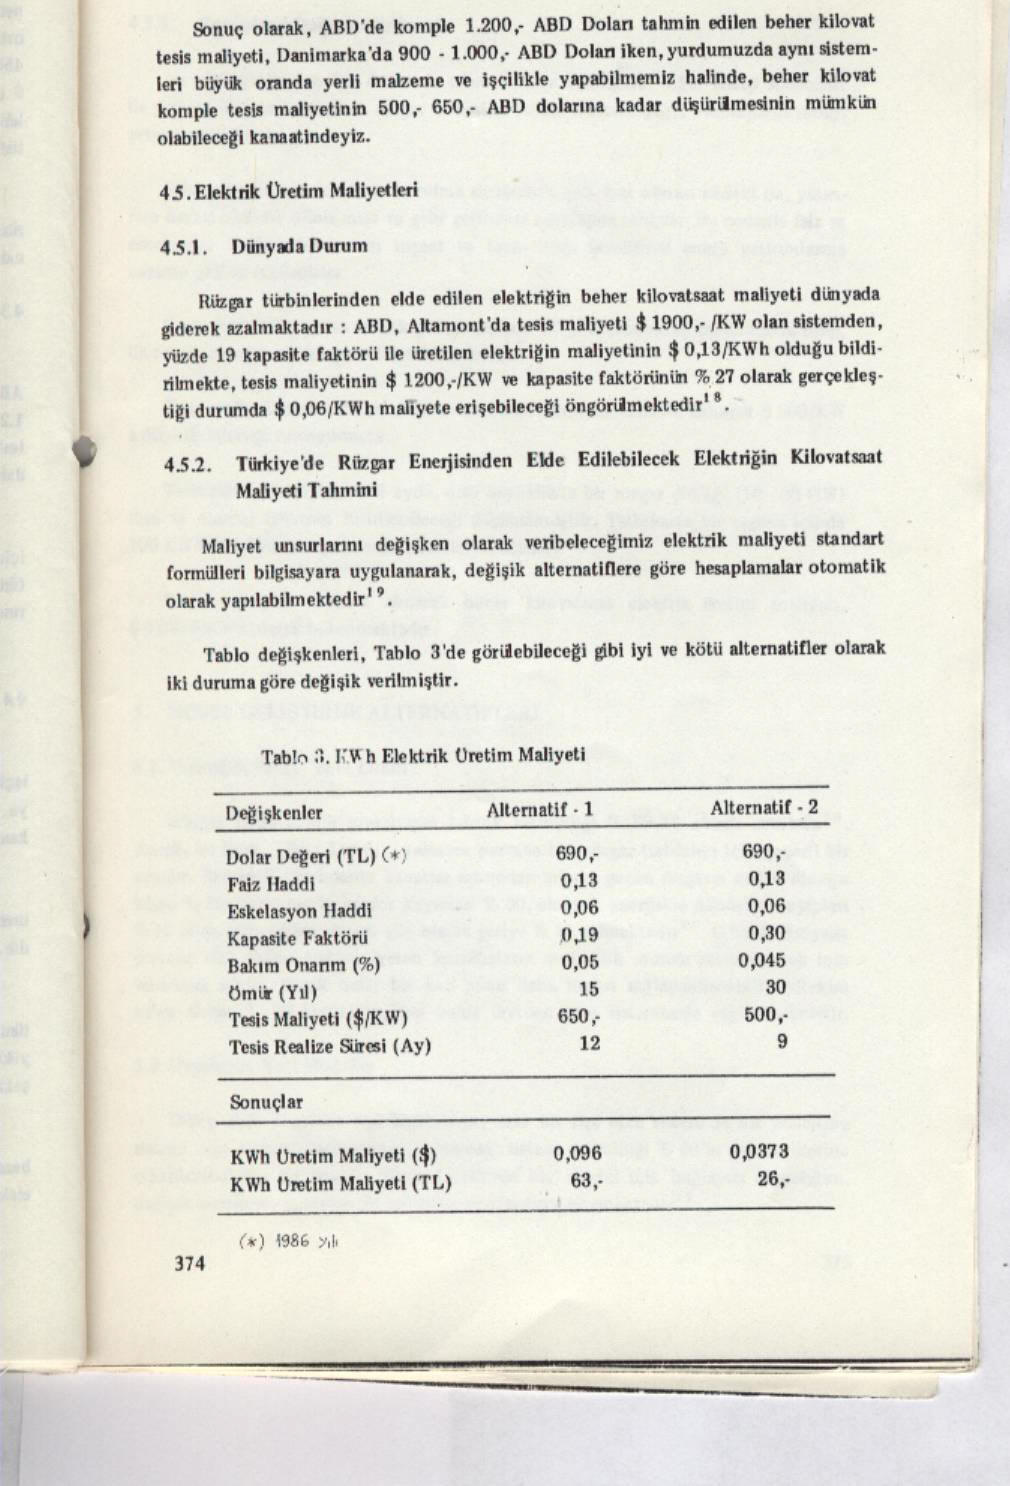 Sonuç olarak, ABD'de komple 1.200,- ABD Doları tahmin edilen beher kilovat
tesis maliyeti, Danimarka'da 900 - 1.000,- ABD Doları iken, yurdumuzda aynı sistem-
leri büyük oranda yerli malzeme ve işçilikle yapabilmemiz halinde, beher kilovat
komple tesis maliyetinin 500,- 650,- ABD dolarına kadar düşürülmesinin mümkün
olabileceği kanaatindeyiz.
4.5. Elektrik Üretim Maliyetleri
4.5.1. Dünyada Durum
Rüzgar türbinlerinden elde edilen elektriğin beher kilovatsaat maliyeti dünyada
giderek azalmaktadır : ABD, Altamont'da tesis maliyeti $ 1900,- /KW olan sistemden,
yüzde 19 kapasite faktörü ile üretilen elektriğin maliyetinin $ 0,13/KWh olduğu bildi-
rilmekte, tesis maliyetinin $ 1200,-/KW ve kapasite faktörünün % 27 olarak gerçekleş-
tiği durumda $ 0,06/KWh maliyete erişebileceği öngörülmektedir¹⁸.
4.5.2. Türkiye'de Rüzgar Enerjisinden Elde Edilebilecek Elektriğin Kilovatsaat
Maliyeti Tahmini
Maliyet unsurlarını değişken olarak veribeleceğimiz elektrik maliyeti standart
formülleri bilgisayara uygulanarak, değişik alternatiflere göre hesaplamalar otomatik
olarak yapılabilmektedir¹⁹.
Tablo değişkenleri, Tablo 3'de görülebileceği gibi iyi ve kötü alternatifler olarak
iki duruma göre değişik verilmiştir.
Tablo 3. KWh Elektrik Üretim Maliyeti
Değişkenler Alternatif - 1 Alternatif - 2
Dolar Değeri (TL) (*) 690,- 690,-
Faiz Haddi 0,13 0,13
Eskelasyon Haddi 0,06 0,06
Kapasite Faktörü 0,19 0,30
Bakım Onarım (%) 0,05 0,045
Ömür (Yıl) 15 30
Tesis Maliyeti ($/KW) 650,- 500,-
Tesis Realize Süresi (Ay) 12 9
Sonuçlar
KWh Üretim Maliyeti ($) 0,096 0,0373
KWh Üretim Maliyeti (TL) 63,- 26,-
(*) 1986 yılı
374